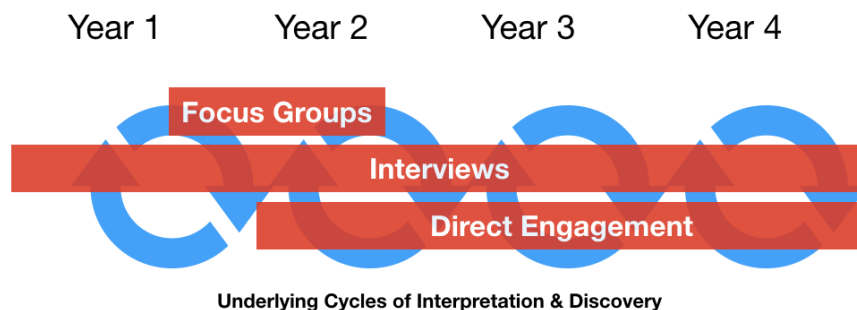 Year 1 Year 2 Year 3 Year 4
Focus Groups
Interviews
Direct Engagement
Underlying Cycles of Interpretation & Discovery